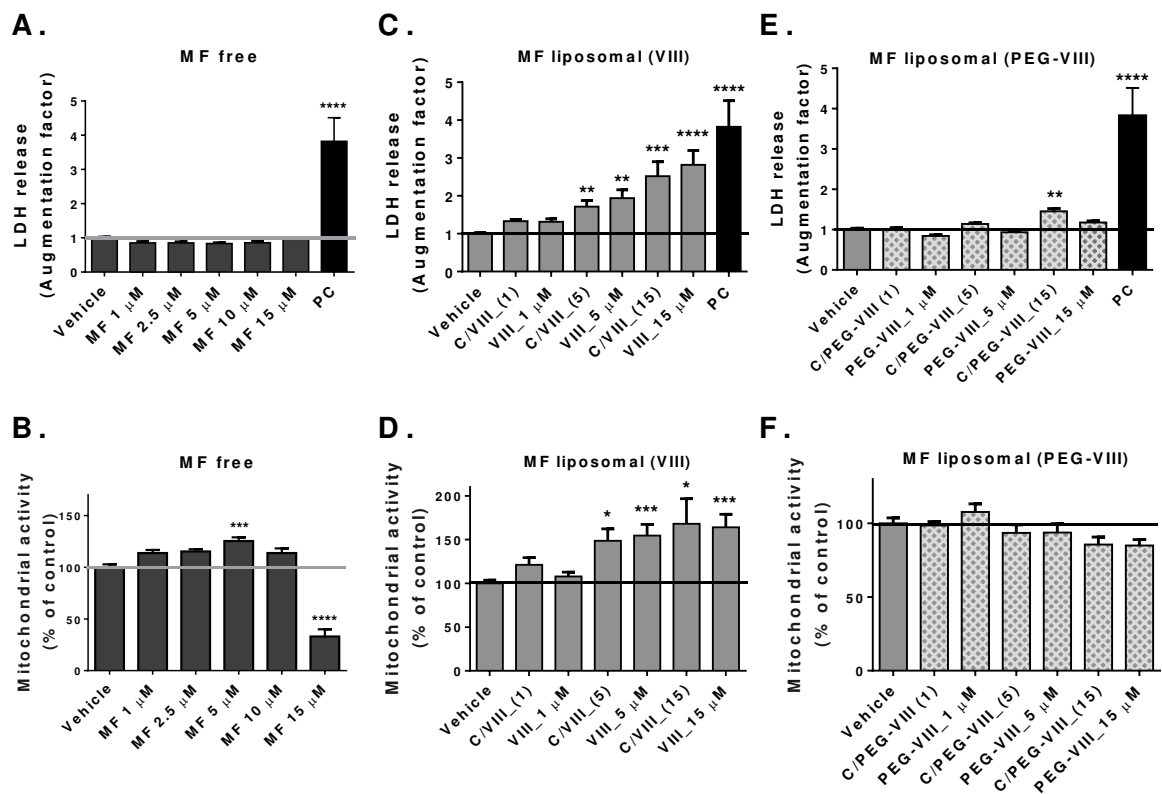 A.
MF free
LDH release
(Augmentation factor)
5
4
3
2
1
0
****
Vehicle
MF 1 μM
MF 2.5 μM
MF 5 μM
MF 10 μM
MF 15 μM
PC
C.
MF liposomal (VIII)
LDH release
(Augmentation factor)
5
4
3
2
1
0
**
**
***
****
****
Vehicle
C/VIII_(1)
VIII_1 μM
C/VIII_(5)
VIII_5 μM
C/VIII_(15)
VIII_15 μM
PC
E.
MF liposomal (PEG-VIII)
LDH release
(Augmentation factor)
5
4
3
2
1
0
**
****
Vehicle
C/PEG-VIII (1)
PEG-VIII_1 μM
C/PEG-VIII_(5)
PEG-VIII_5 μM
C/PEG-VIII_(15)
PEG-VIII_15 μM
PC
B.
MF free
Mitochondrial activity
(% of control)
150
100
50
0
***
****
Vehicle
MF 1 μM
MF 2.5 μM
MF 5 μM
MF 10 μM
MF 15 μM
D.
MF liposomal (VIII)
Mitochondrial activity
(% of control)
200
150
100
50
0
*
***
*
***
Vehicle
C/VIII_(1)
VIII_1 μM
C/VIII_(5)
VIII_5 μM
C/VIII_(15)
VIII_15 μM
F.
MF liposomal (PEG-VIII)
Mitochondrial activity
(% of control)
100
50
0
Vehicle
C/PEG-VIII (1)
PEG-VIII_1 μM
C/PEG-VIII_(5)
PEG-VIII_5 μM
C/PEG-VIII_(15)
PEG-VIII_15 μM